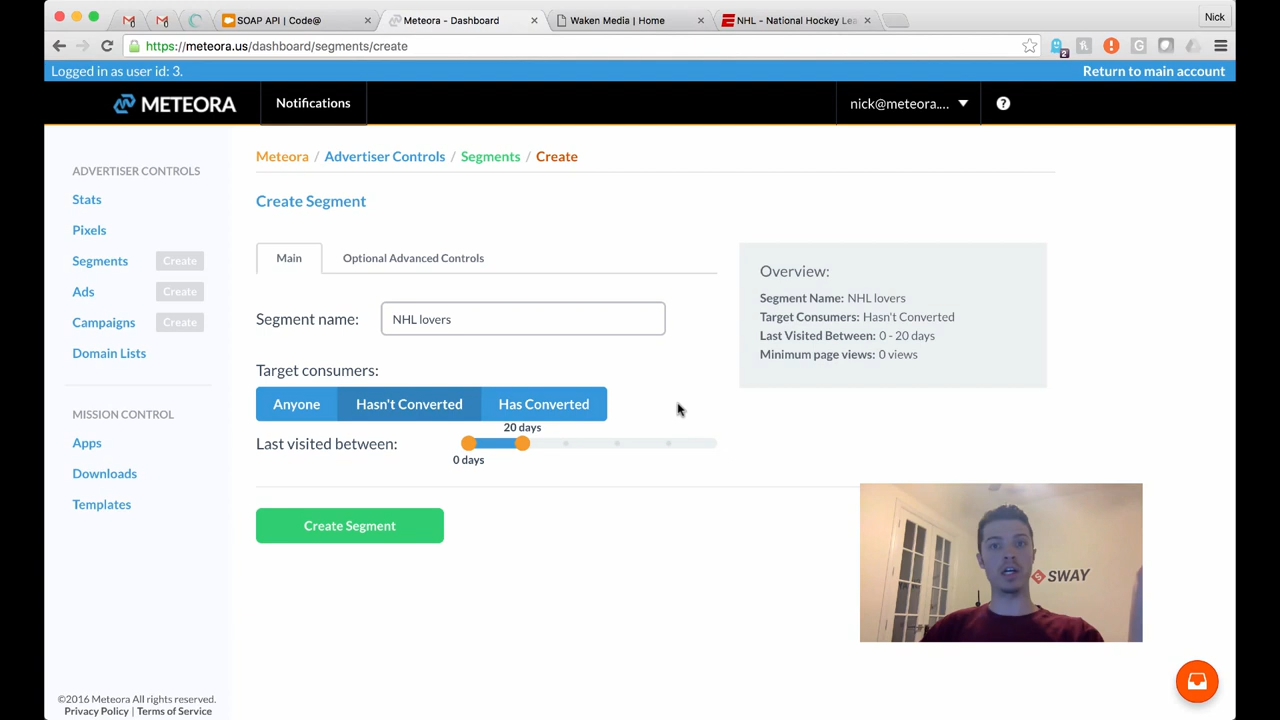 SOAP API | Code@
Meteora - Dashboard
Waken Media | Home
NHL - National Hockey Lea
Nick
https://meteora.us/dashboard/segments/create
2
Logged in as user id: 3.
Return to main account
METEORA
Notifications
nick@meteora....
?
ADVERTISER CONTROLS
Stats
Pixels
Segments Create
Ads Create
Campaigns Create
Domain Lists
MISSION CONTROL
Apps
Downloads
Templates
Meteora / Advertiser Controls / Segments / Create
Create Segment
Main
Optional Advanced Controls
Segment name: NHL lovers
Target consumers:
Anyone Hasn't Converted Has Converted
20 days
Last visited between:
0 days
Create Segment
Overview:
Segment Name: NHL lovers
Target Consumers: Hasn't Converted
Last Visited Between: 0 - 20 days
Minimum page views: 0 views
SWAY
©2016 Meteora All rights reserved.
Privacy Policy | Terms of Service